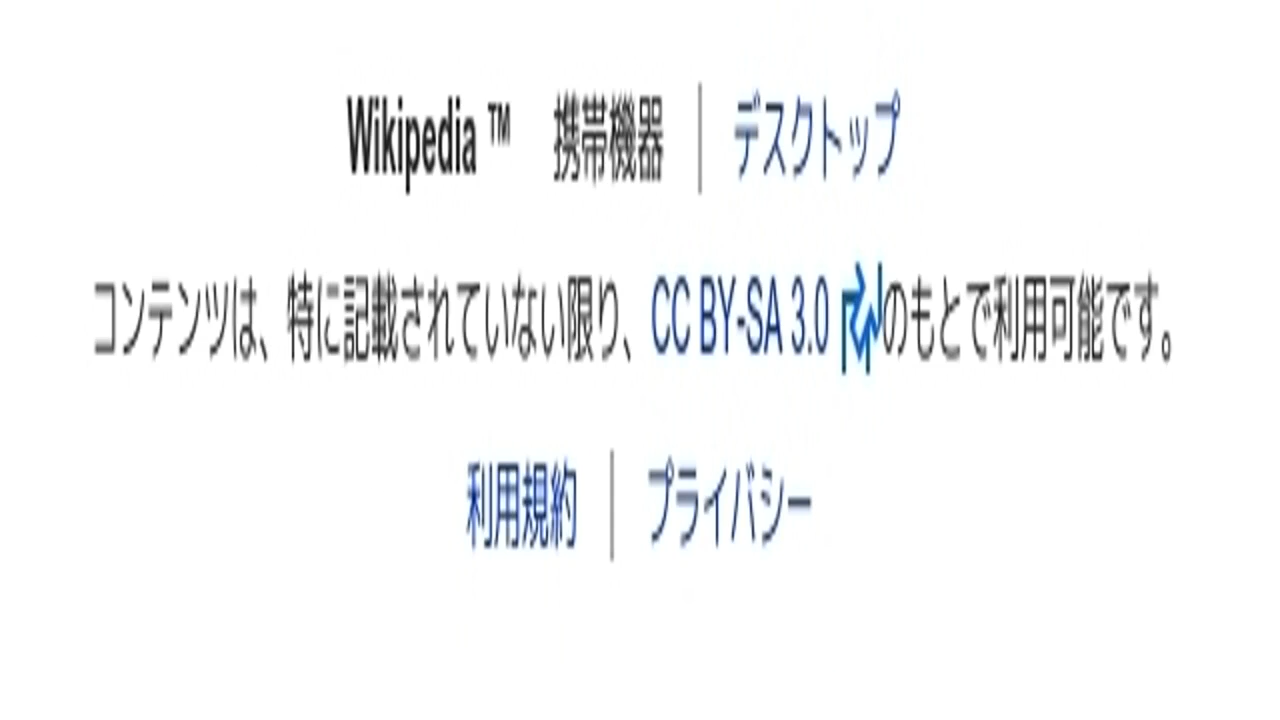 Wikipedia ™ 携帯機器 | デスクトップ
コンテンツは、特に記載されていない限り、CC BY-SA 3.0 のもとで利用可能です。
利用規約 | プライバシー